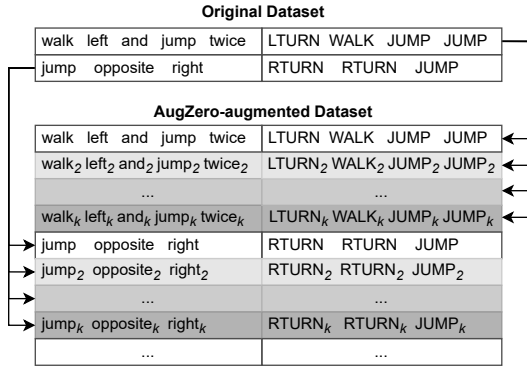 Original Dataset
walk left and jump twice LTURN WALK JUMP JUMP
jump opposite right RTURN RTURN JUMP
AugZero-augmented Dataset
walk left and jump twice LTURN WALK JUMP JUMP
walk₂ left₂ and₂ jump₂ twice₂ LTURN₂ WALK₂ JUMP₂ JUMP₂
... ...
walkₖ leftₖ andₖ jumpₖ twiceₖ LTURNₖ WALKₖ JUMPₖ JUMPₖ
jump opposite right RTURN RTURN JUMP
jump₂ opposite₂ right₂ RTURN₂ RTURN₂ JUMP₂
... ...
jumpₖ oppositeₖ rightₖ RTURNₖ RTURNₖ JUMPₖ
... ...